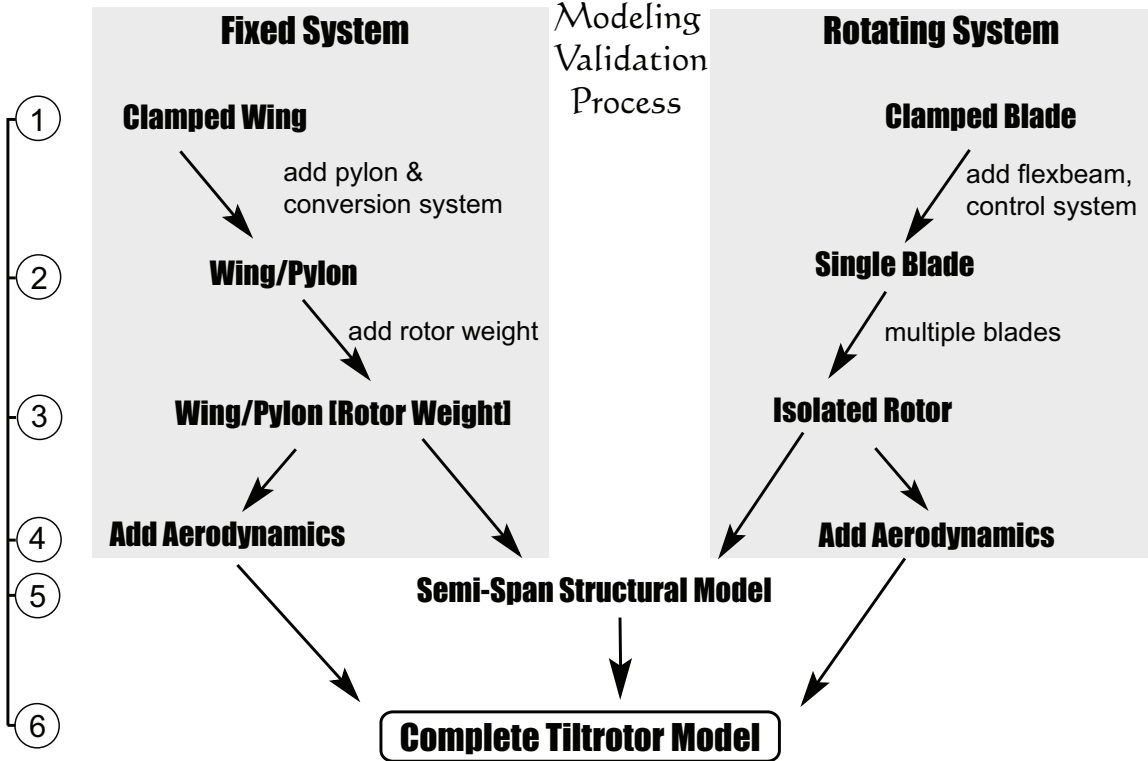 Modeling
Validation
Process
Fixed System
Rotating System
1
Clamped Wing
Clamped Blade
add pylon &
conversion system
add flexbeam,
control system
2
Wing/Pylon
Single Blade
add rotor weight
multiple blades
3
Wing/Pylon [Rotor Weight]
Isolated Rotor
4
Add Aerodynamics
Add Aerodynamics
5
Semi-Span Structural Model
6
Complete Tiltrotor Model